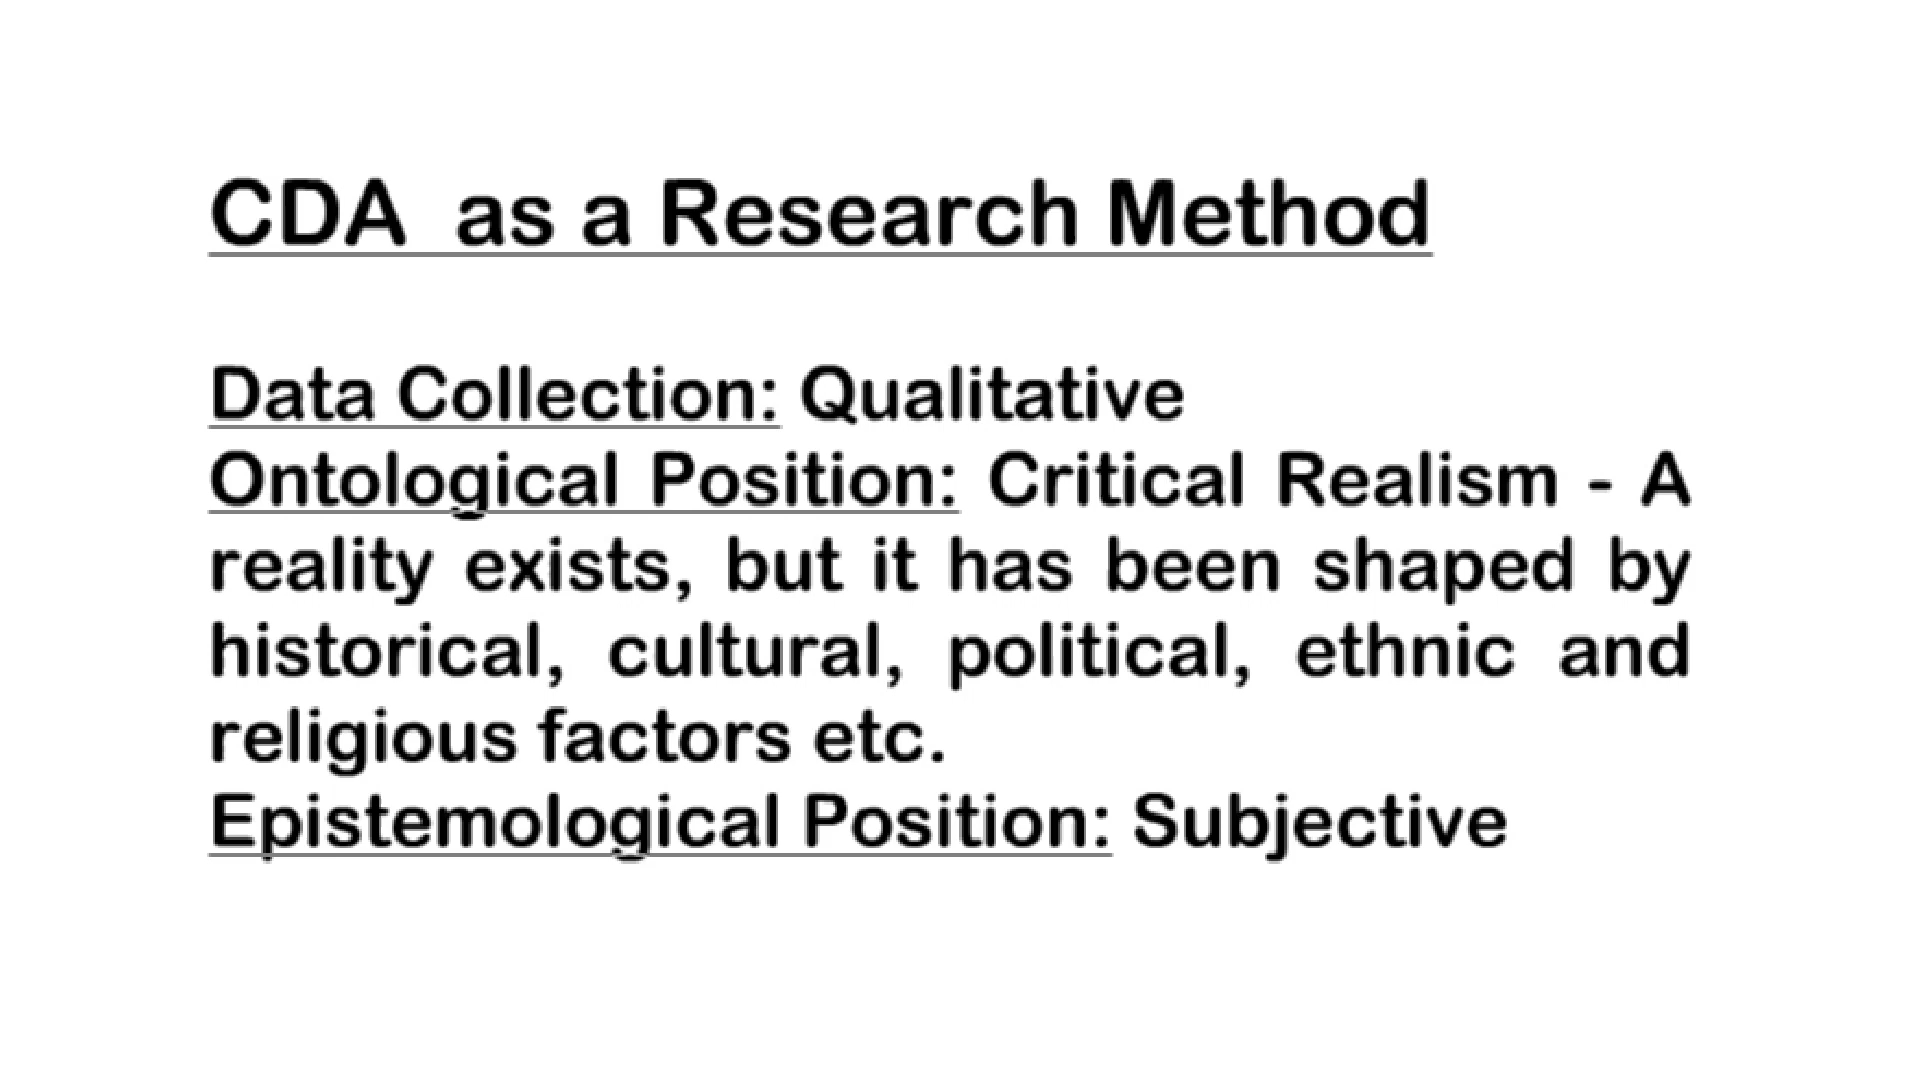 CDA as a Research Method
Data Collection: Qualitative
Ontological Position: Critical Realism - A
reality exists, but it has been shaped by
historical, cultural, political, ethnic and
religious factors etc.
Epistemological Position: Subjective